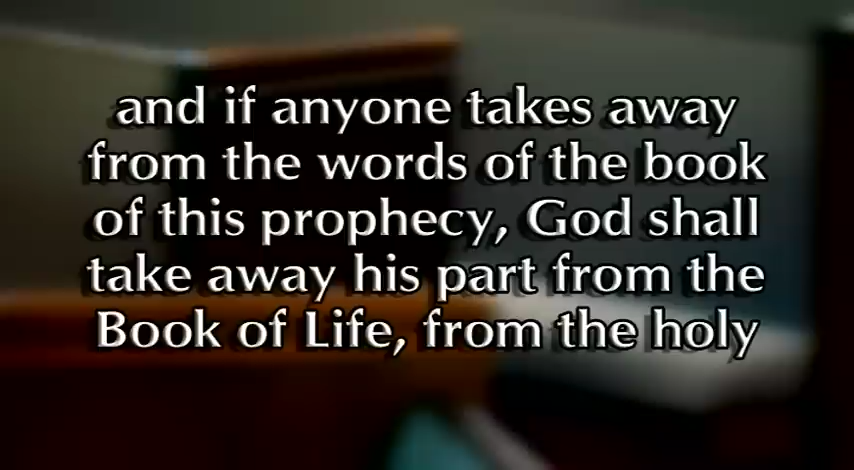 and if anyone takes away
from the words of the book
of this prophecy, God shall
take away his part from the
Book of Life, from the holy